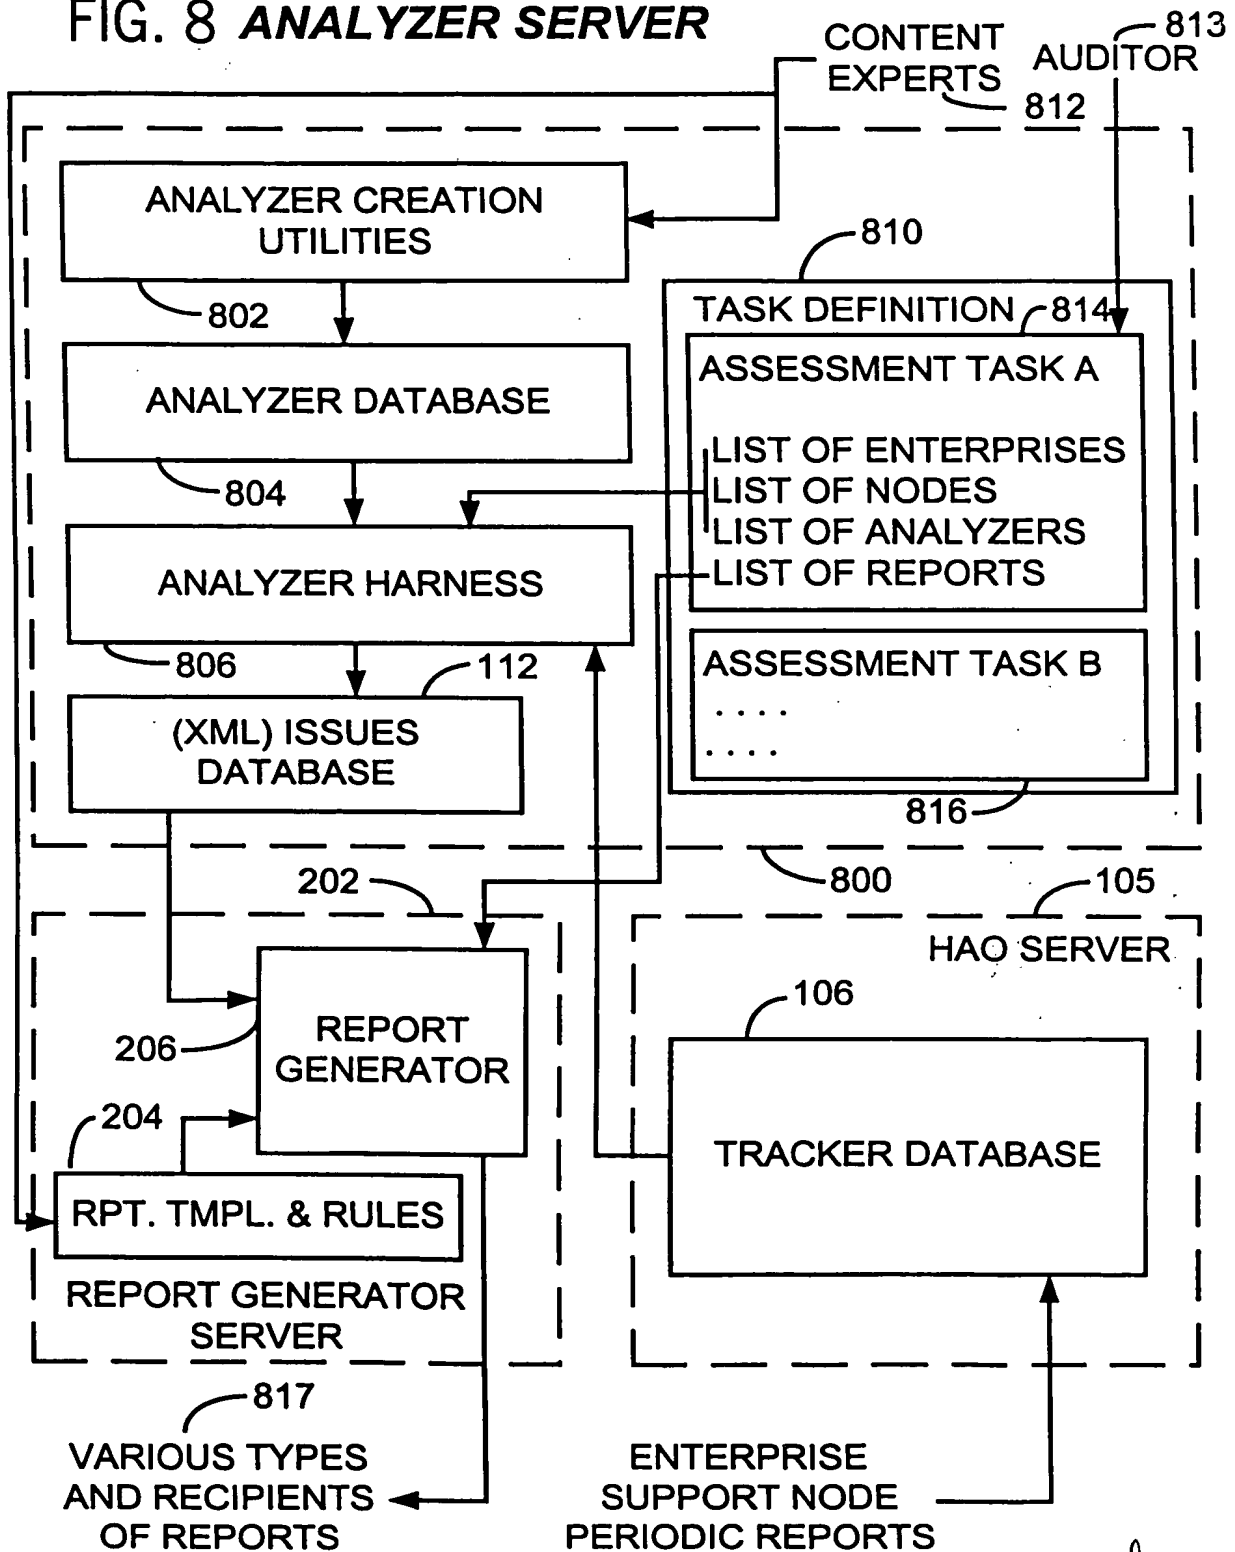 FIG. 8 ANALYZER SERVER
813
CONTENT
EXPERTS
AUDITOR
812
ANALYZER CREATION
UTILITIES
810
802
TASK DEFINITION
814
ASSESSMENT TASK A
ANALYZER DATABASE
LIST OF ENTERPRISES
LIST OF NODES
LIST OF ANALYZERS
LIST OF REPORTS
804
ANALYZER HARNESS
806
112
ASSESSMENT TASK B
. . . .
. . . .
(XML) ISSUES
DATABASE
816
800
202
105
HAO SERVER
106
REPORT
GENERATOR
206
204
TRACKER DATABASE
RPT. TMPL. & RULES
REPORT GENERATOR
SERVER
817
VARIOUS TYPES
AND RECIPIENTS
OF REPORTS
ENTERPRISE
SUPPORT NODE
PERIODIC REPORTS